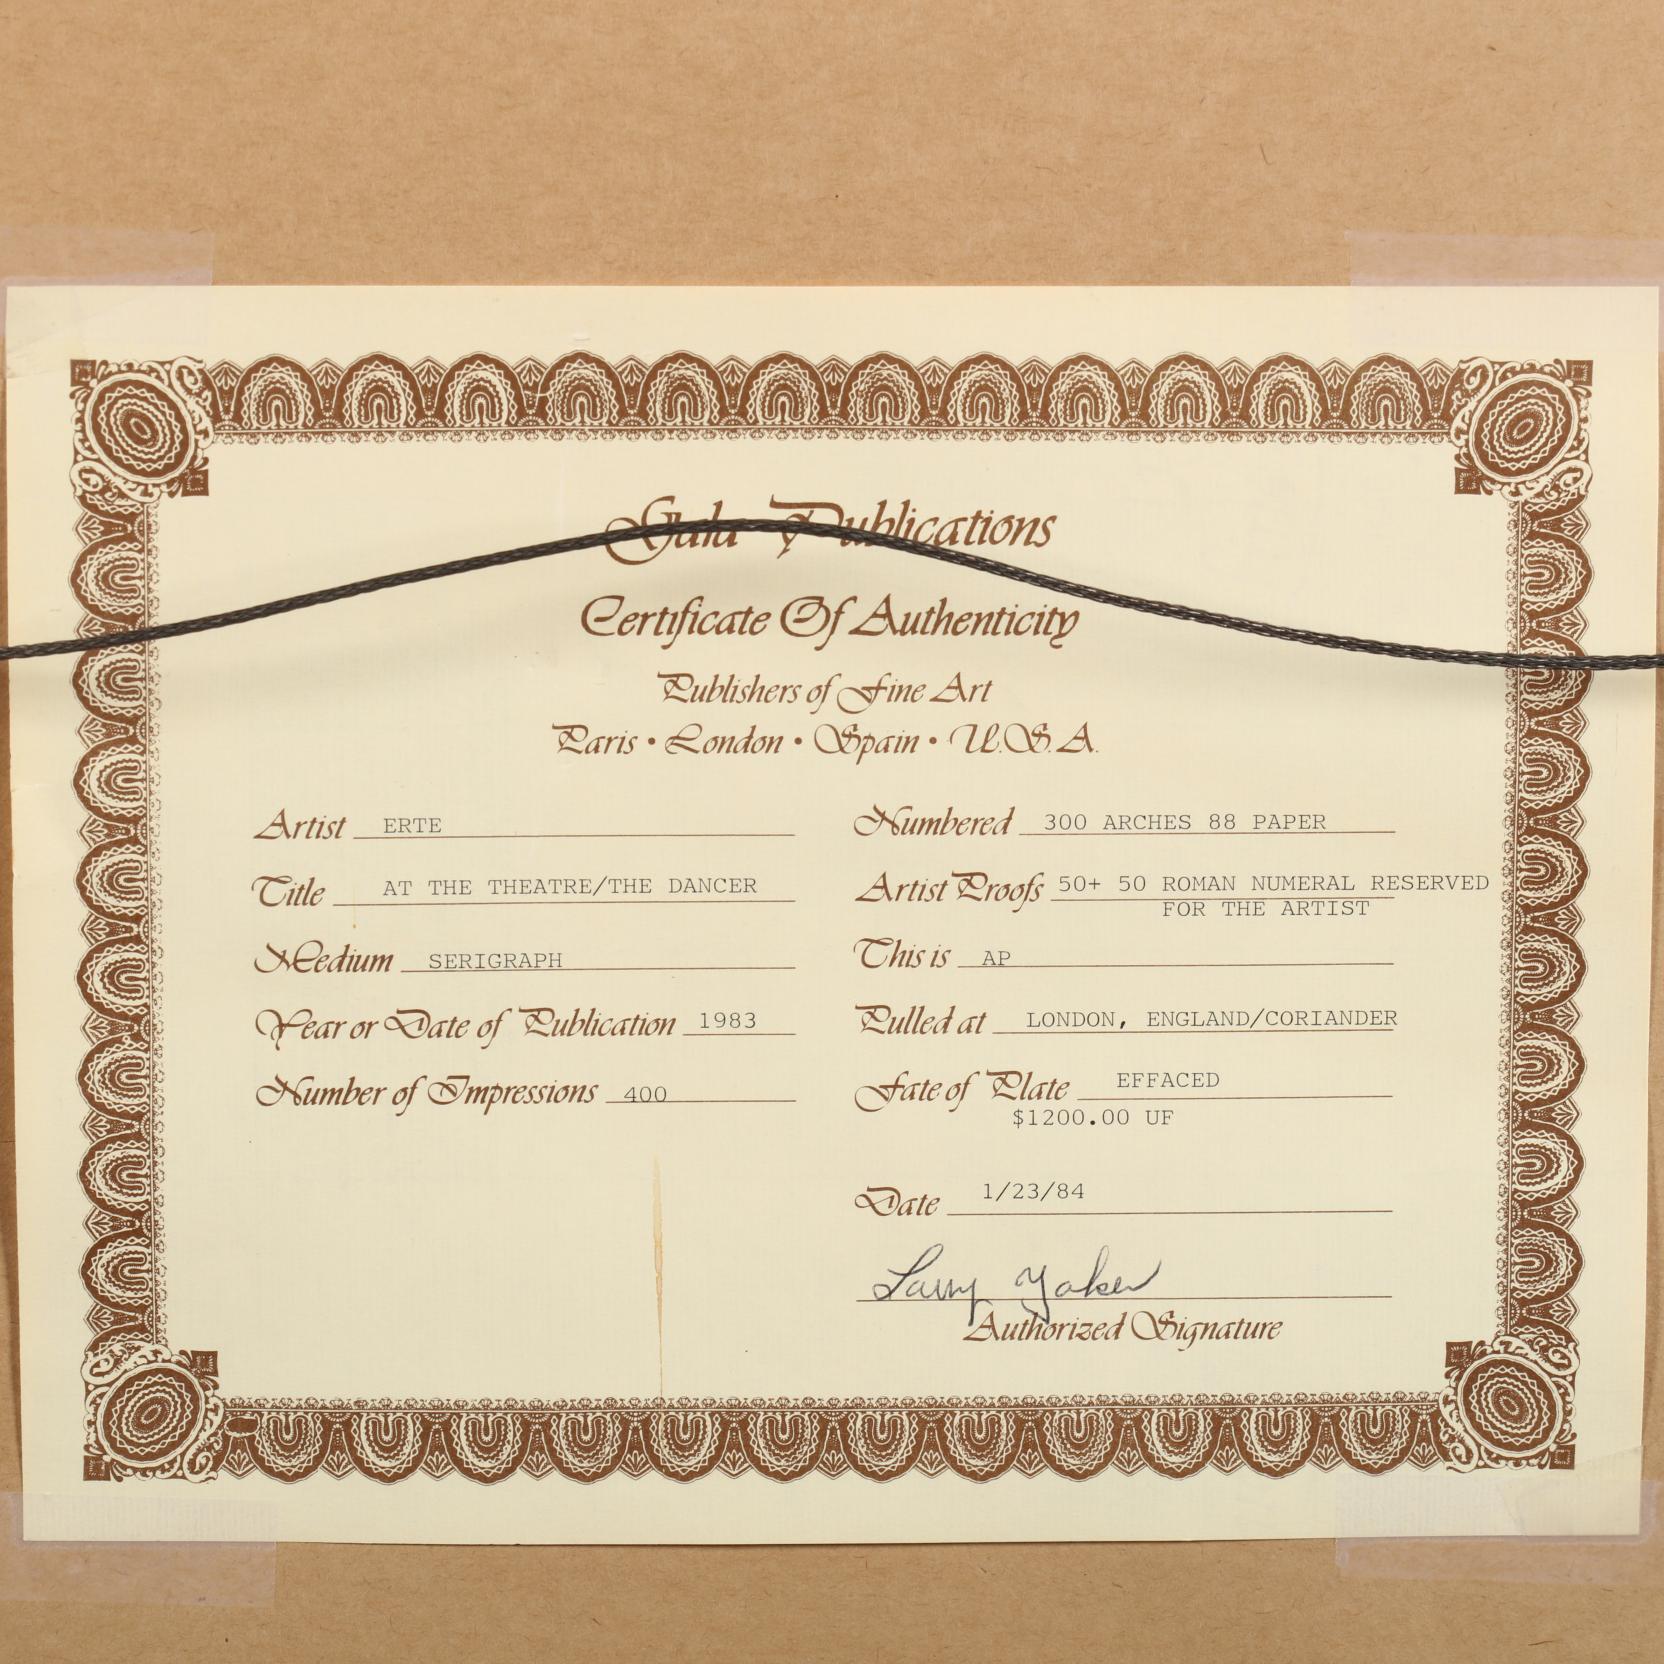 Gala Publications
Certificate Of Authenticity
Publishers of Fine Art
Paris • London • Spain • U.S.A.
Artist ERTE
Title AT THE THEATRE/THE DANCER
Medium SERIGRAPH
Year or Date of Publication 1983
Number of Impressions 400
Numbered 300 ARCHES 88 PAPER
Artist Proofs 50+ 50 ROMAN NUMERAL RESERVED
FOR THE ARTIST
This is AP
Pulled at LONDON, ENGLAND/CORIANDER
Fate of Plate EFFACED
$1200.00 UF
Date 1/23/84
Larry
Authorized Signature